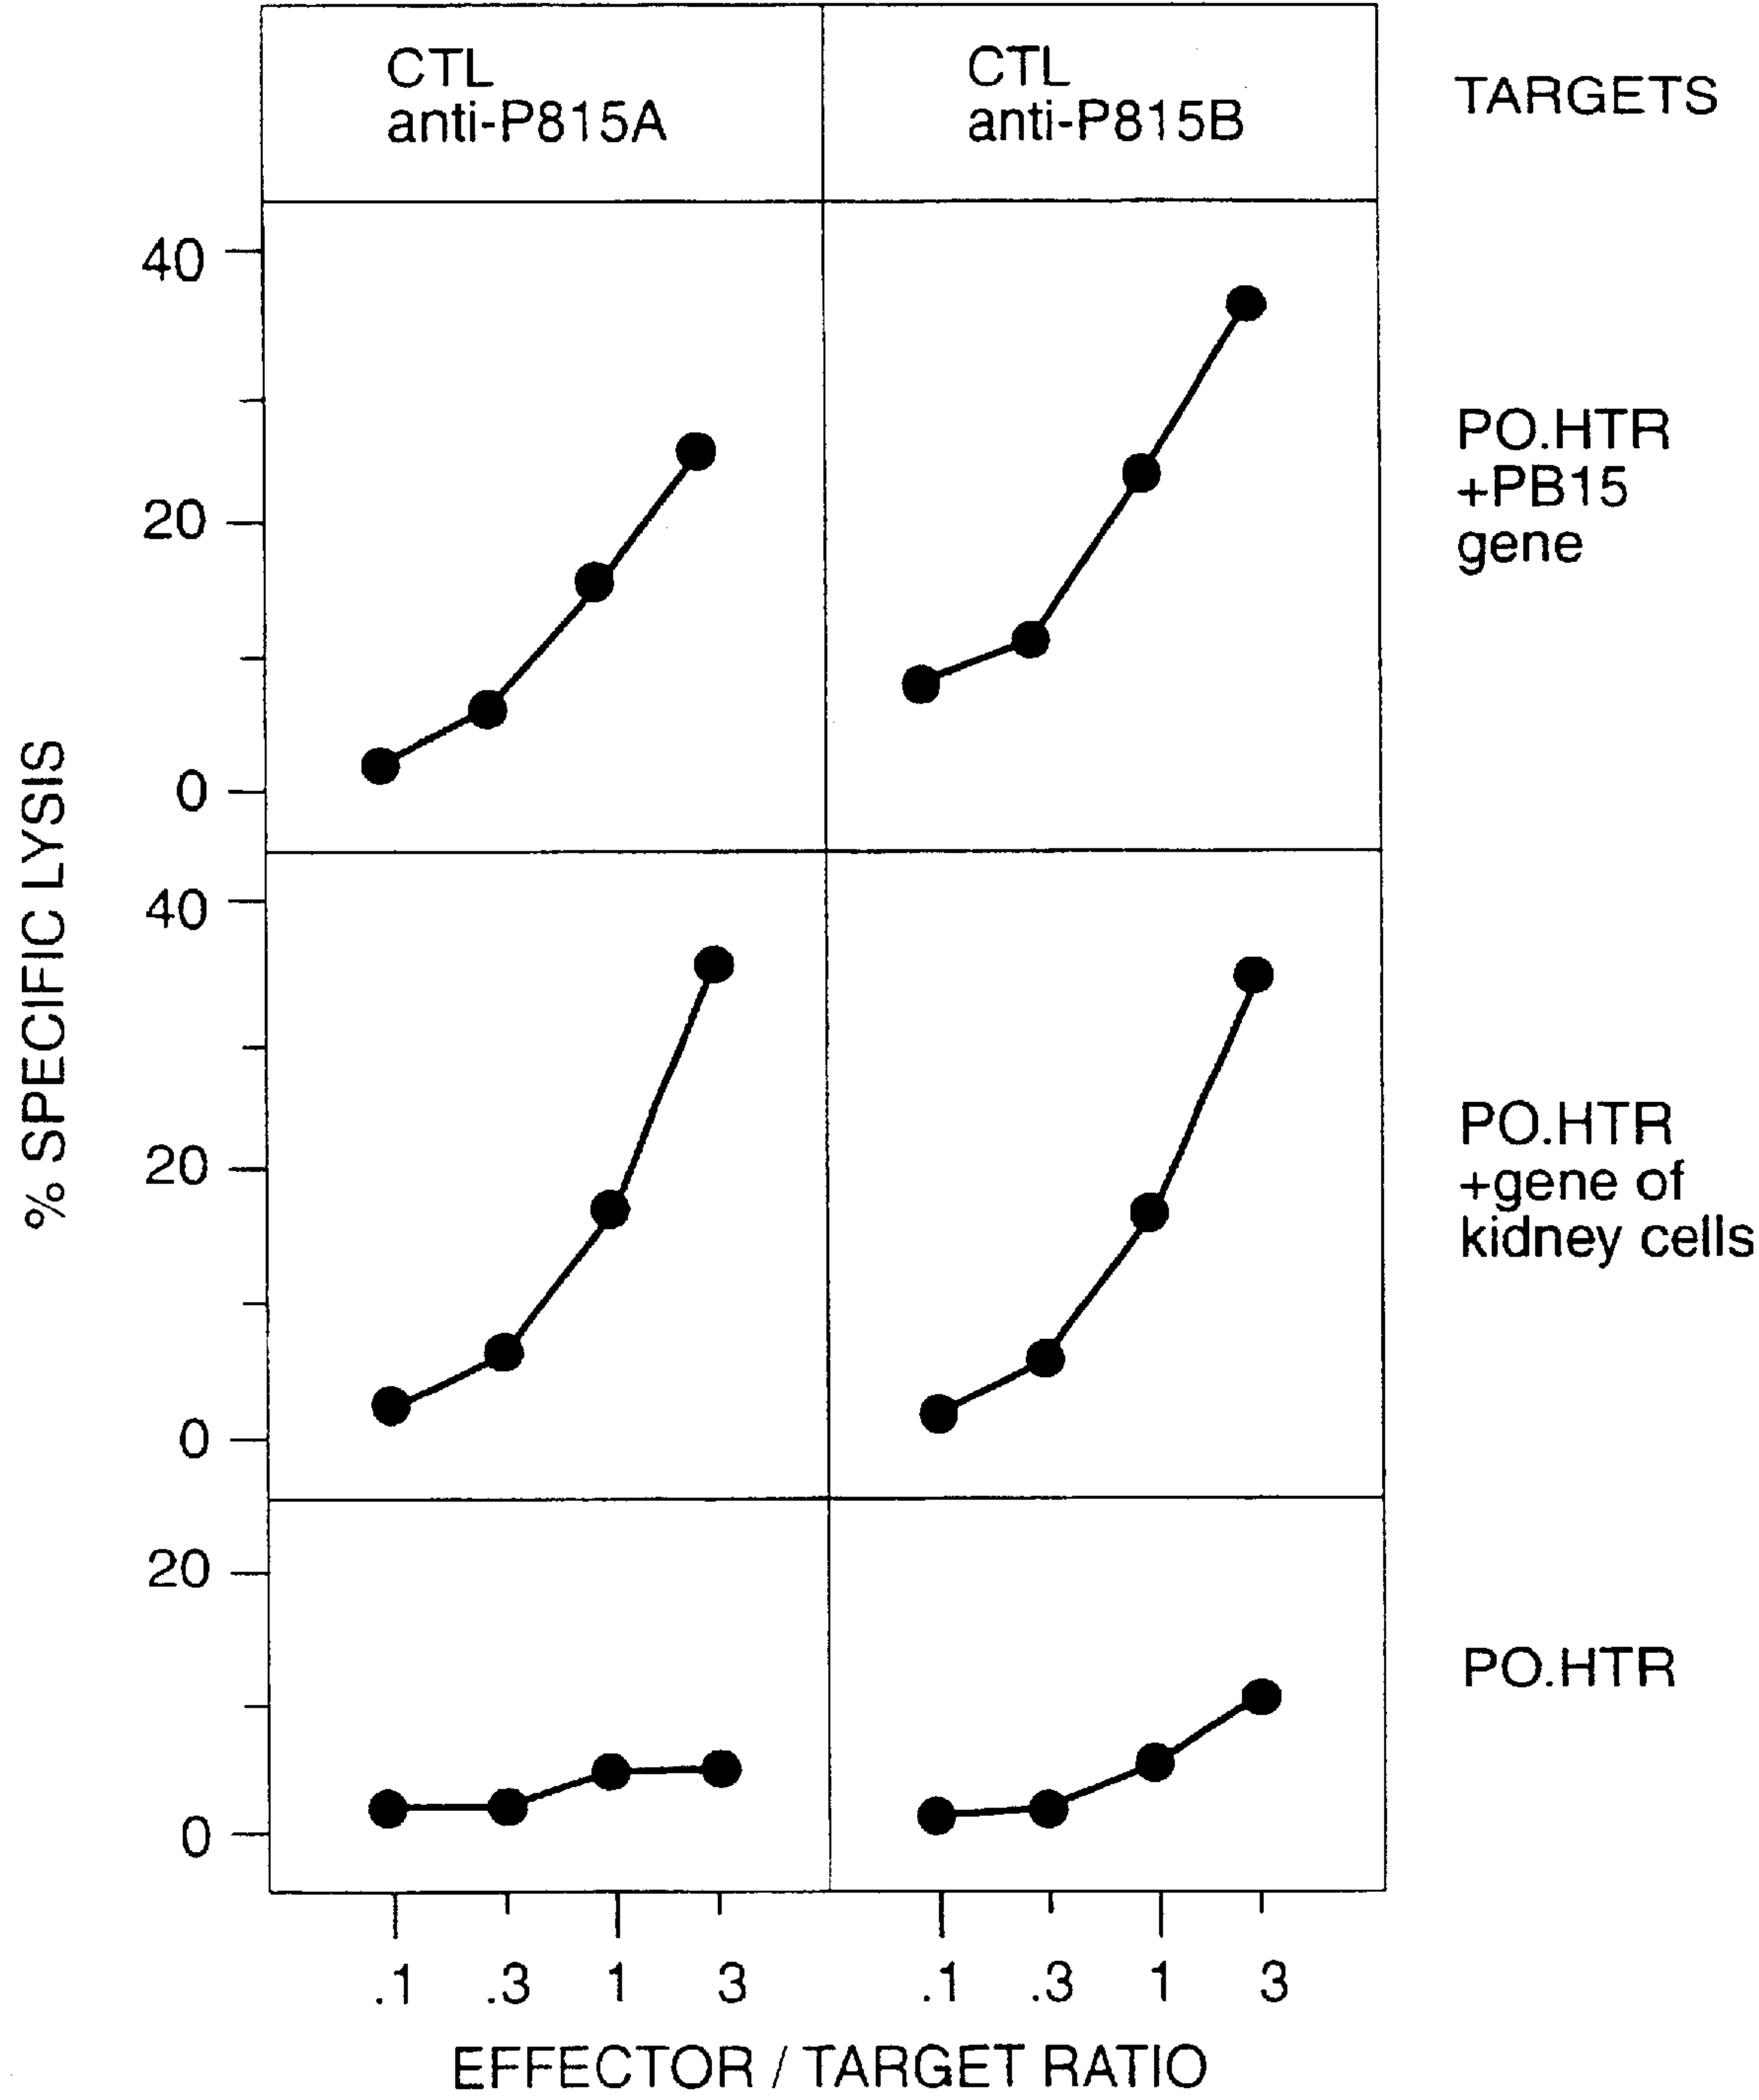 CTL
anti-P815A
CTL
anti-P815B
TARGETS
40
20
0
PO.HTR
+PB15
gene
% SPECIFIC LYSIS
40
20
0
PO.HTR
+gene of
kidney cells
20
0
PO.HTR
.1 .3 1 3 .1 .3 1 3
EFFECTOR / TARGET RATIO